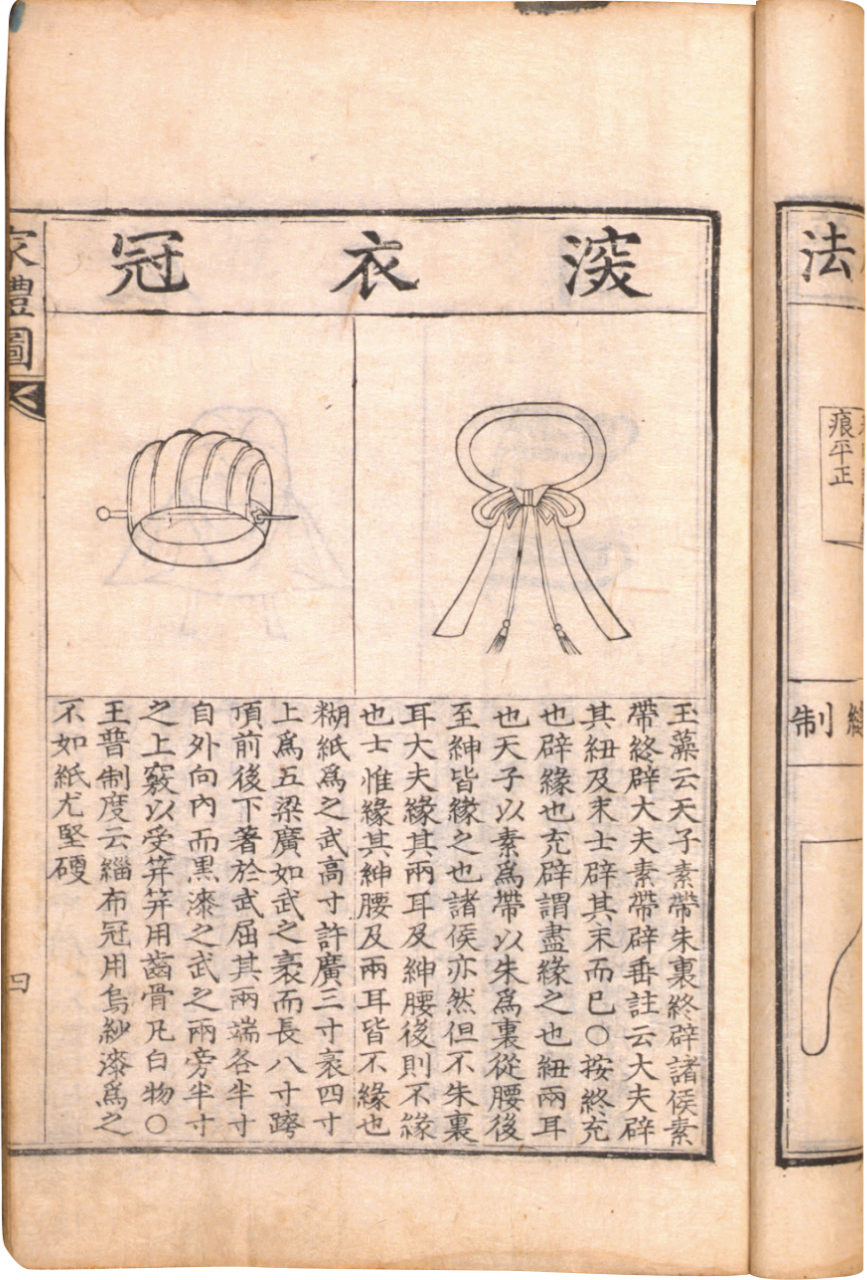 法
痕平正
制
深衣冠
玉藻云天子素帶朱裏終辟諸侯素
帶終辟大夫素帶辟垂註云大夫辟
其紐及末士辟其末而已○按終充
也辟緣也充辟謂盡緣之也紐兩耳
也天子以素爲帶以朱爲裏從腰後
至紳皆緣之也諸侯亦然但不朱裏
耳大夫緣其兩耳及紳腰後則不緣
也士惟緣其紳腰及兩耳皆不緣也
糊紙爲之武高寸許廣三寸袤四寸
上爲五梁廣如武之袤而長八寸跨
頂前後下著於武屈其兩端各半寸
自外向內而黑漆之武之兩旁半寸
之上竅以受笄笄用齒骨凡白物○
王普制度云緇布冠用烏紗漆爲之
不如紙尤堅硬
家禮圖
四